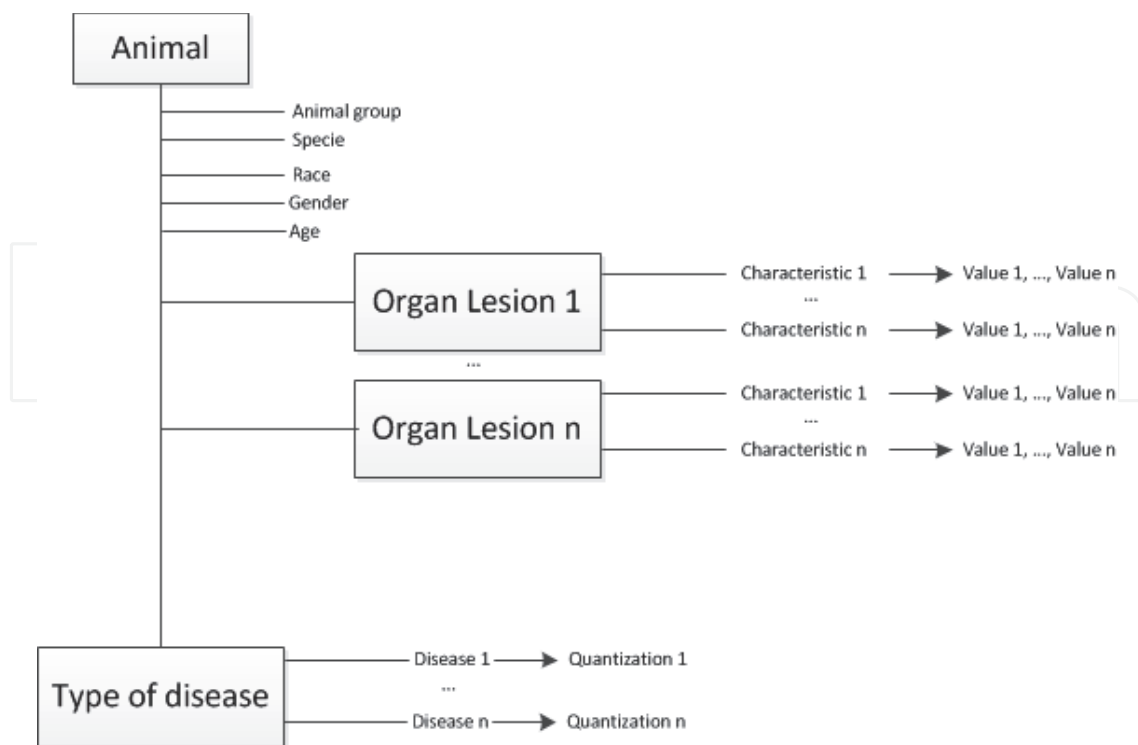 Animal
Animal group
Specie
Race
Gender
Age
Organ Lesion 1
Characteristic 1 Value 1, ..., Value n
...
Characteristic n Value 1, ..., Value n
...
Organ Lesion n
Characteristic 1 Value 1, ..., Value n
...
Characteristic n Value 1, ..., Value n
Type of disease
Disease 1 Quantization 1
...
Disease n Quantization n